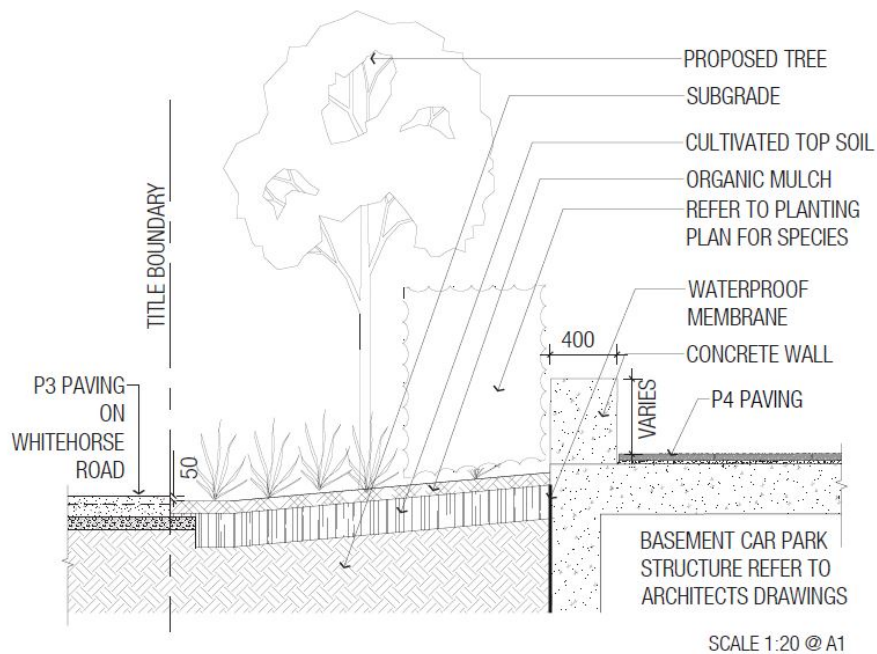 PROPOSED TREE
SUBGRADE
CULTIVATED TOP SOIL
ORGANIC MULCH
REFER TO PLANTING
PLAN FOR SPECIES
TITLE BOUNDARY
WATERPROOF
MEMBRANE
400
CONCRETE WALL
P3 PAVING
ON
WHITEHORSE
ROAD
VARIES
P4 PAVING
50
BASEMENT CAR PARK
STRUCTURE REFER TO
ARCHITECTS DRAWINGS
SCALE 1:20 @ A1